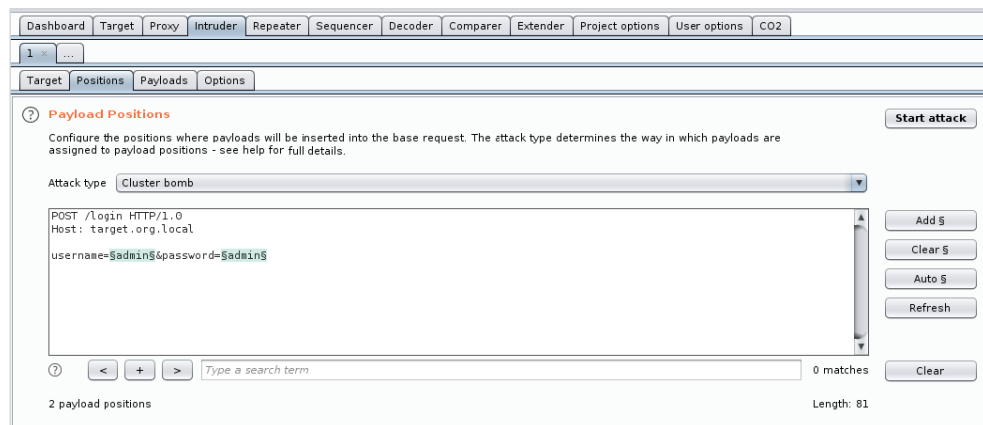 Dashboard Target Proxy Intruder Repeater Sequencer Decoder Comparer Extender Project options User options CO2
1 × ...
Target Positions Payloads Options
? Payload Positions
Start attack
Configure the positions where payloads will be inserted into the base request. The attack type determines the way in which payloads are
assigned to payload positions - see help for full details.
Attack type Cluster bomb
POST /login HTTP/1.0
Host: target.org.local
username=§admin§&password=§admin§
Add §
Clear §
Auto §
Refresh
? < + > Type a search term 0 matches Clear
2 payload positions Length: 81